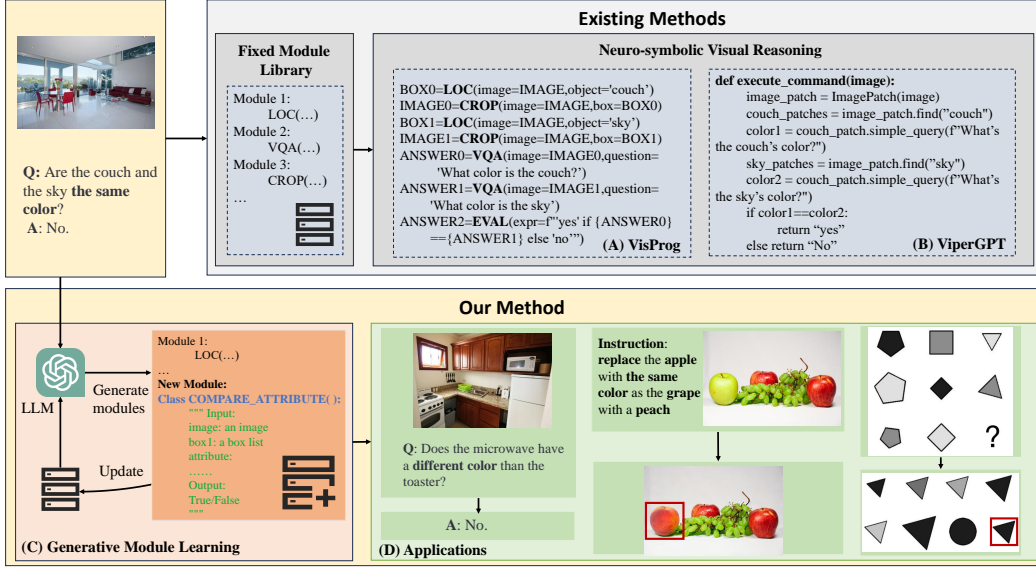 Existing Methods
Q: Are the couch and
the sky the same
color?
A: No.
Fixed Module
Library
Module 1:
LOC(…)
Module 2:
VQA(…)
Module 3:
CROP(…)
…
Neuro-symbolic Visual Reasoning
BOX0=LOC(image=IMAGE,object='couch')
IMAGE0=CROP(image=IMAGE,box=BOX0)
BOX1=LOC(image=IMAGE,object='sky')
IMAGE1=CROP(image=IMAGE,box=BOX1)
ANSWER0=VQA(image=IMAGE0,question=
'What color is the couch?')
ANSWER1=VQA(image=IMAGE1,question=
'What color is the sky')
ANSWER2=EVAL(expr=f"'yes' if {ANSWER0}
=={ANSWER1} else 'no'")
(A) VisProg
def execute_command(image):
image_patch = ImagePatch(image)
couch_patches = image_patch.find("couch")
color1 = couch_patch.simple_query(f"What's
the couch's color?")
sky_patches = image_patch.find("sky")
color2 = couch_patch.simple_query(f"What's
the sky's color?")
if color1==color2:
return "yes"
else return "No"
(B) ViperGPT
Our Method
LLM
Generate
modules
Update
Module 1:
LOC(…)
…
New Module:
Class COMPARE_ATTRIBUTE( ):
""" Input:
image: an image
box1: a box list
attribute:
……
Output:
True/False
"""
(C) Generative Module Learning
Q: Does the microwave have
a different color than the
toaster?
A: No.
Instruction:
replace the apple
with the same
color as the grape
with a peach
?
(D) Applications